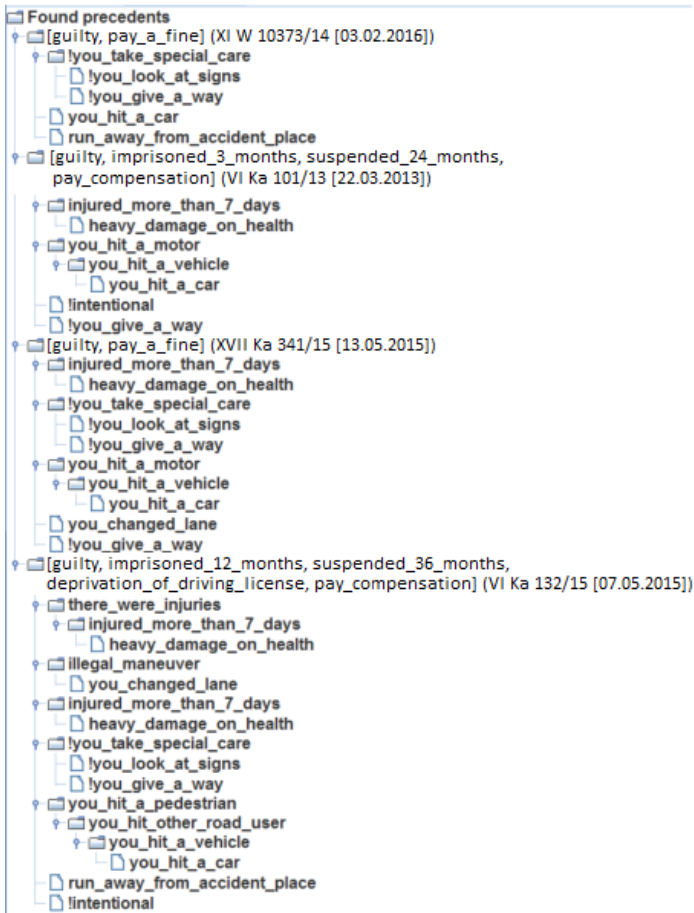 Found precedents
[guilty, pay_a_fine] (XI W 10373/14 [03.02.2016])
!you_take_special_care
!you_look_at_signs
!you_give_a_way
you_hit_a_car
run_away_from_accident_place
[guilty, imprisoned_3_months, suspended_24_months,
pay_compensation] (VI Ka 101/13 [22.03.2013])
injured_more_than_7_days
heavy_damage_on_health
you_hit_a_motor
you_hit_a_vehicle
you_hit_a_car
!intentional
!you_give_a_way
[guilty, pay_a_fine] (XVII Ka 341/15 [13.05.2015])
injured_more_than_7_days
heavy_damage_on_health
!you_take_special_care
!you_look_at_signs
!you_give_a_way
you_hit_a_motor
you_hit_a_vehicle
you_hit_a_car
you_changed_lane
!you_give_a_way
[guilty, imprisoned_12_months, suspended_36_months,
deprivation_of_driving_license, pay_compensation] (VI Ka 132/15 [07.05.2015])
there_were_injuries
injured_more_than_7_days
heavy_damage_on_health
illegal_maneuver
you_changed_lane
injured_more_than_7_days
heavy_damage_on_health
!you_take_special_care
!you_look_at_signs
!you_give_a_way
you_hit_a_pedestrian
you_hit_other_road_user
you_hit_a_vehicle
you_hit_a_car
run_away_from_accident_place
!intentional